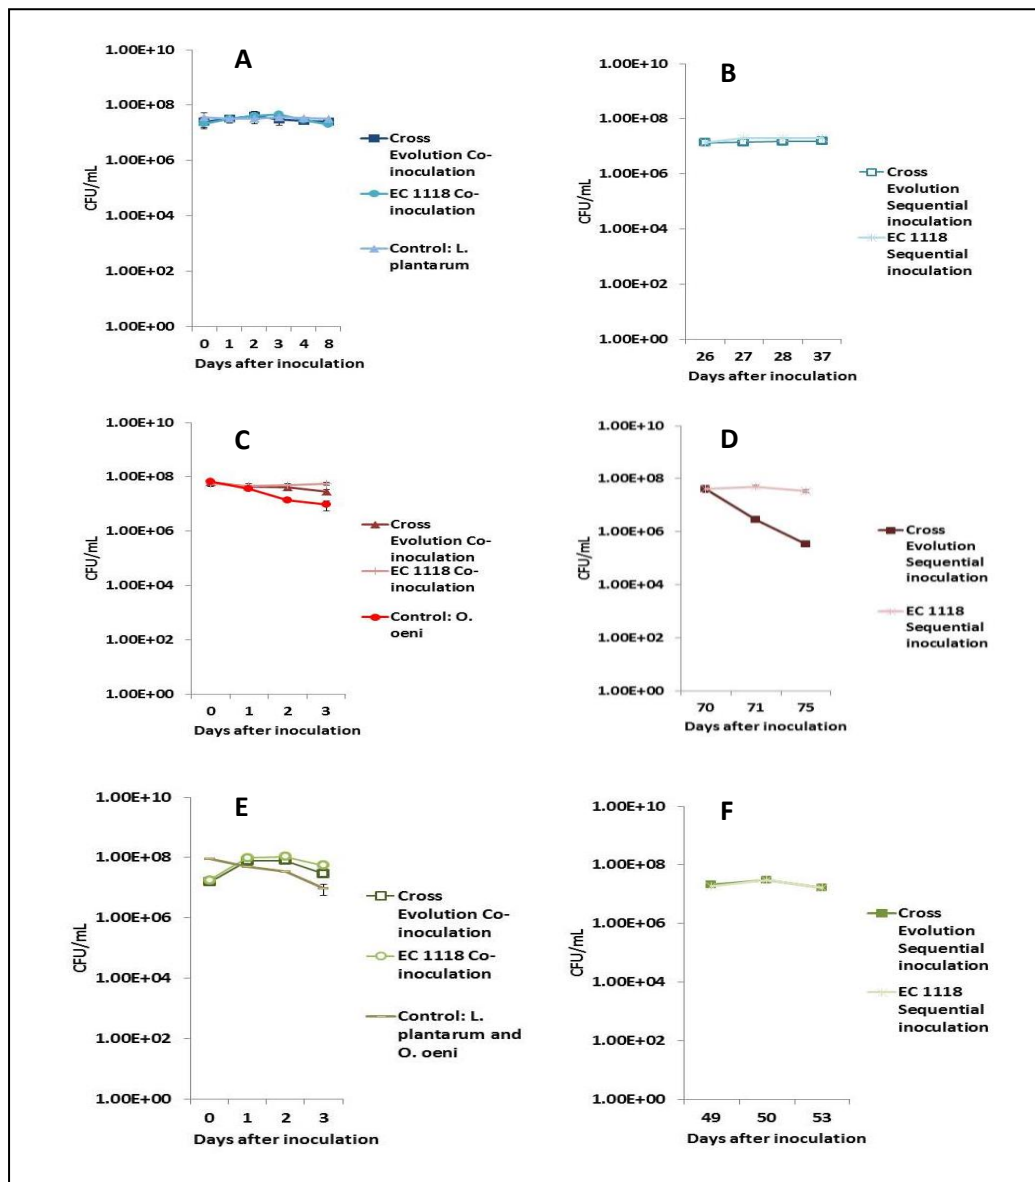 A
1.00E+10
1.00E+08
1.00E+06
1.00E+04
1.00E+02
1.00E+00
CFU/mL
0 1 2 3 4 8
Days after inoculation
Cross
Evolution Co-
inoculation
EC 1118 Co-
inoculation
Control: L.
plantarum
B
1.00E+10
1.00E+08
1.00E+06
1.00E+04
1.00E+02
1.00E+00
CFU/mL
26 27 28 37
Days after inoculation
Cross
Evolution
Sequential
inoculation
EC 1118
Sequential
inoculation
C
1.00E+10
1.00E+08
1.00E+06
1.00E+04
1.00E+02
1.00E+00
CFU/mL
0 1 2 3
Days after inoculation
Cross
Evolution Co-
inoculation
EC 1118 Co-
inoculation
Control: O.
oeni
D
1.00E+10
1.00E+08
1.00E+06
1.00E+04
1.00E+02
1.00E+00
CFU/mL
70 71 75
Days after inoculation
Cross
Evolution
Sequential
inoculation
EC 1118
Sequential
inoculation
E
1.00E+10
1.00E+08
1.00E+06
1.00E+04
1.00E+02
1.00E+00
CFU/mL
0 1 2 3
Days after inoculation
Cross
Evolution Co-
inoculation
EC 1118 Co-
inoculation
Control: L.
plantarum and
O. oeni
F
1.00E+10
1.00E+08
1.00E+06
1.00E+04
1.00E+02
1.00E+00
CFU/mL
49 50 53
Days after inoculation
Cross
Evolution
Sequential
inoculation
EC 1118
Sequential
inoculation